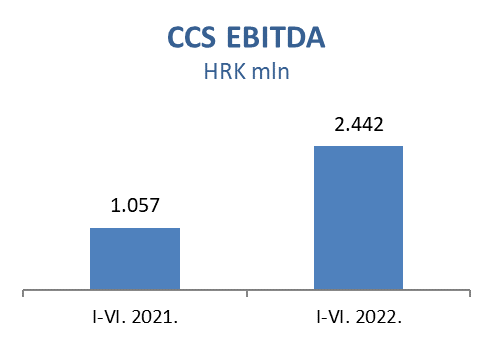 CCS EBITDA
HRK mln
2.442
1.057
I-VI. 2021.
I-VI. 2022.